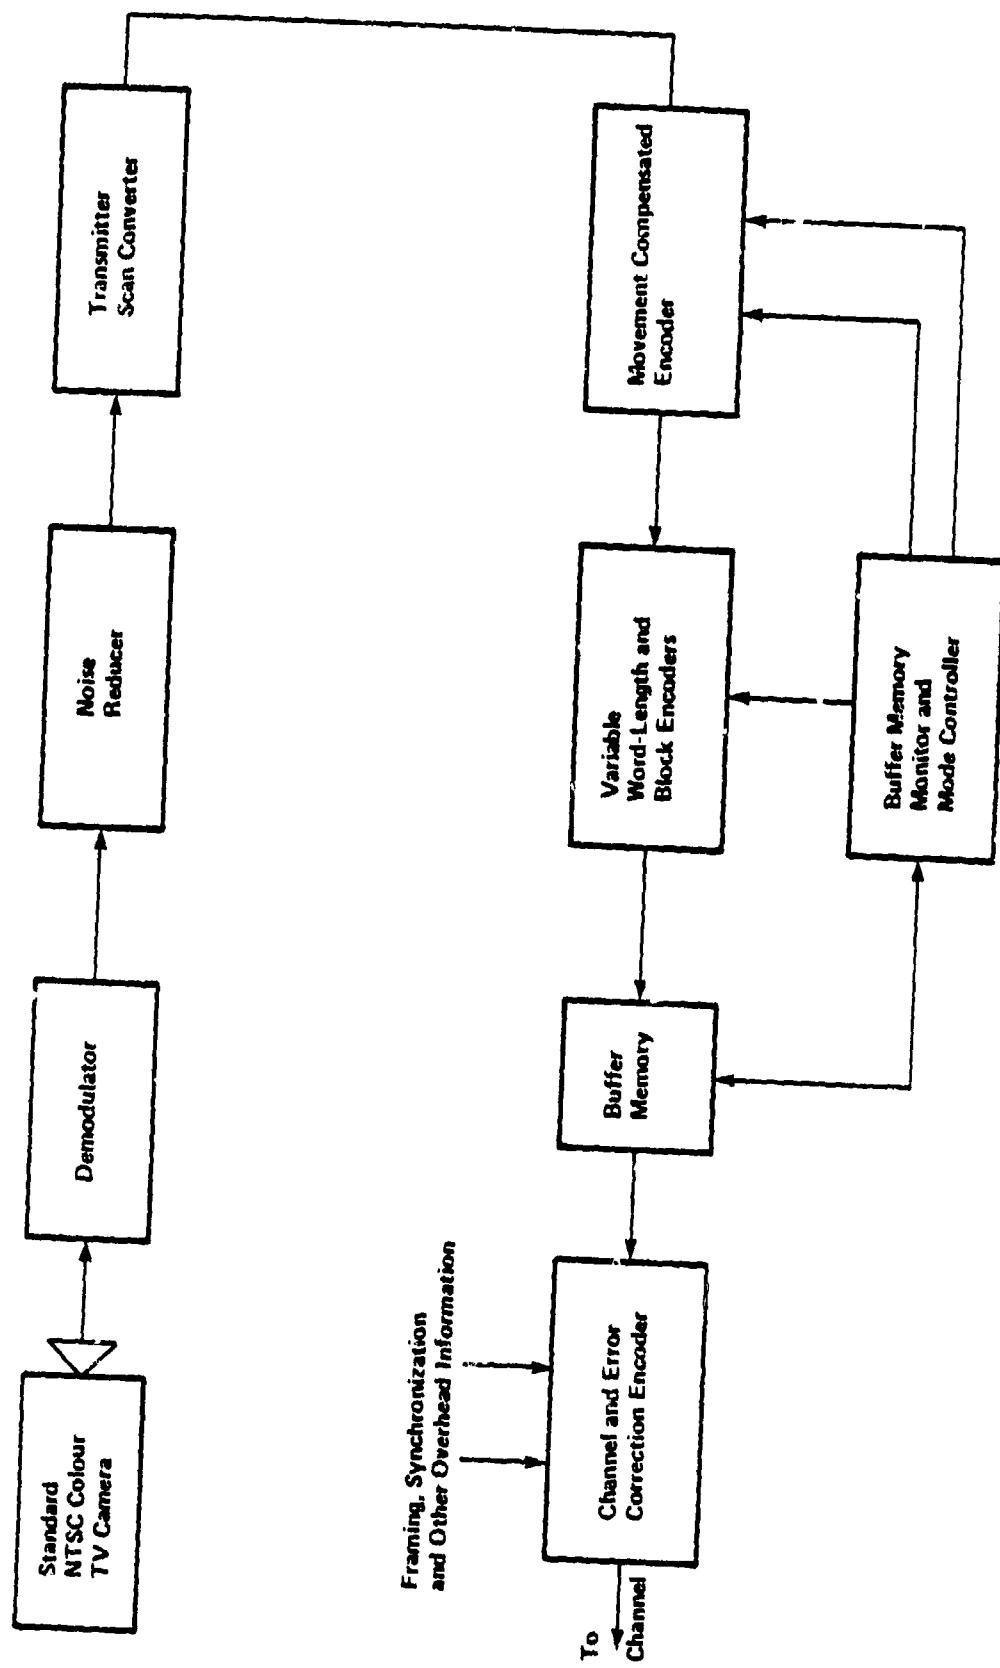 Standard
NTSC Colour
TV Camera
Demodulator
Noise
Reducer
Transmitter
Scan Converter
Movement Compensated
Encoder
Variable
Word-Length and
Block Encoders
Buffer
Memory
Buffer Memory
Monitor and
Mode Controller
Framing, Synchronization
and Other Overhead Information
Channel and Error
Correction Encoder
To
Channel